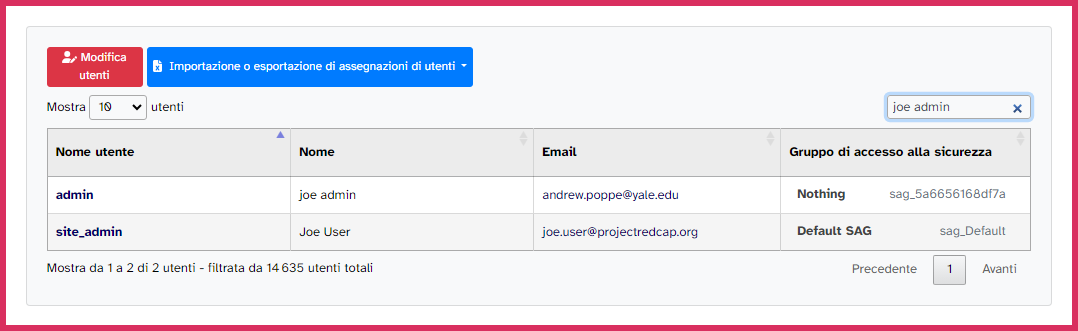 Modifica
utenti
Importazione o esportazione di assegnazioni di utenti
Mostra 10 utenti
joe admin
Nome utente Nome Email Gruppo di accesso alla sicurezza
admin joe admin andrew.poppe@yale.edu Nothing sag_5a6656168df7a
site_admin Joe User joe.user@projectredcap.org Default SAG sag_Default
Mostra da 1 a 2 di 2 utenti - filtrata da 14 635 utenti totali
Precedente 1 Avanti